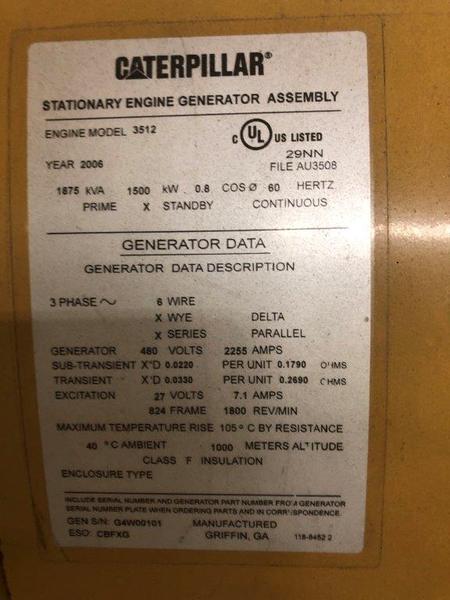 CATERPILLAR®
STATIONARY ENGINE GENERATOR ASSEMBLY
ENGINE MODEL 3512
C UL US LISTED
29NN
YEAR 2006 FILE AU3508
1875 KVA 1500 KW . 0.8 COS Ø 60 HERTZ
PRIME X STANDBY CONTINUOUS
GENERATOR DATA
GENERATOR DATA DESCRIPTION
3 PHASE ~ 6 WIRE
X WYE DELTA
X SERIES PARALLEL
GENERATOR 480 VOLTS 2255 AMPS
SUB-TRANSIENT X"D 0.0220 PER UNIT 0.1790 OHMS
TRANSIENT X'D 0.0330 PER UNIT 0.2690 OHMS
EXCITATION 27 VOLTS 7.1 AMPS
824 FRAME 1800 REV/MIN
MAXIMUM TEMPERATURE RISE 105 ° C BY RESISTANCE
40 °C AMBIENT 1000 METERS ALTITUDE
CLASS F INSULATION
ENCLOSURE TYPE
INCLUDE SERIAL NUMBER AND GENERATOR PART NUMBER FROM GENERATOR
SERIAL NUMBER PLATE WHEN ORDERING PARTS AND IN CORRESPONDENCE.
GEN S/N: G4W00101 MANUFACTURED
ESO: CBFXG GRIFFIN, GA 118-8452 2